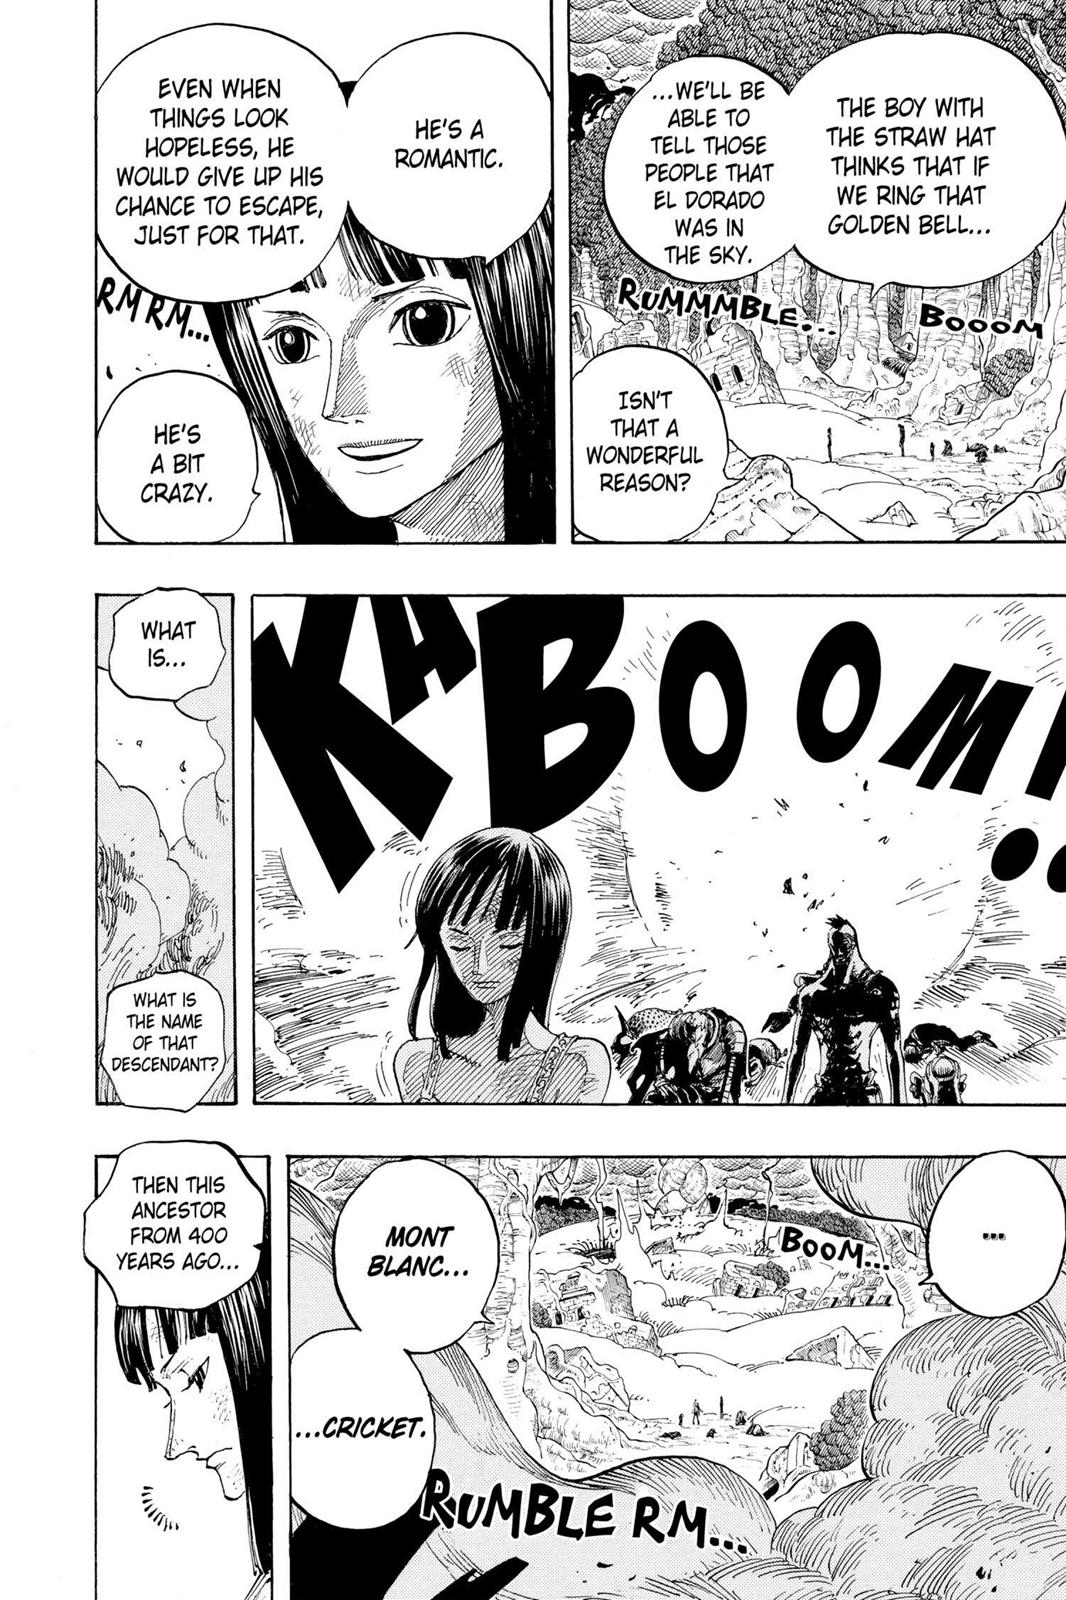 THE BOY WITH
THE STRAW HAT
THINKS THAT IF
WE RING THAT
GOLDEN BELL...
...WE'LL BE
ABLE TO
TELL THOSE
PEOPLE THAT
EL DORADO
WAS IN
THE SKY.
BOOOM
RUMMMBLE...
ISN'T
THAT A
WONDERFUL
REASON?
HE'S A
ROMANTIC.
EVEN WHEN
THINGS LOOK
HOPELESS, HE
WOULD GIVE UP HIS
CHANCE TO ESCAPE,
JUST FOR THAT.
RM RM...
HE'S
A BIT
CRAZY.
KABOOM!..
WHAT
IS...
WHAT IS
THE NAME
OF THAT
DESCENDANT?
...
BOOM...
MONT
BLANC...
...CRICKET.
RUMBLE RM...
THEN THIS
ANCESTOR
FROM 400
YEARS AGO...